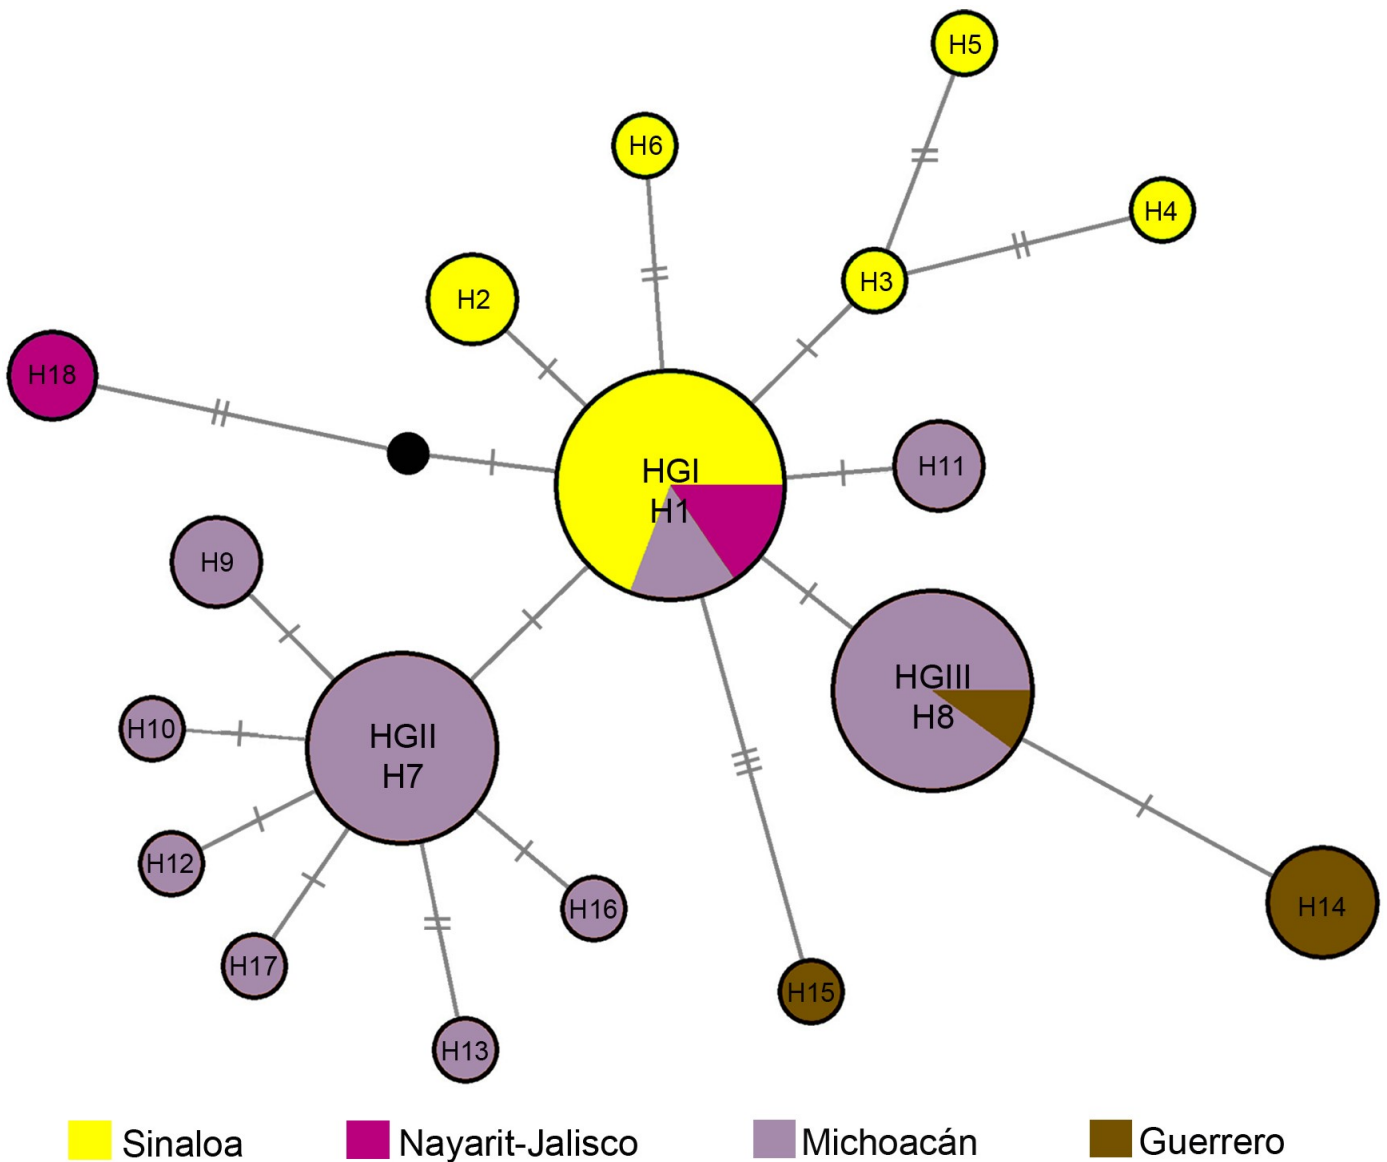 H5
H6
H4
H3
H2
H18
H11
HGI
H1
H9
HGIII
H8
H10
HGII
H7
H12
H16
H14
H17
H15
H13
Sinaloa
Nayarit-Jalisco
Michoacán
Guerrero